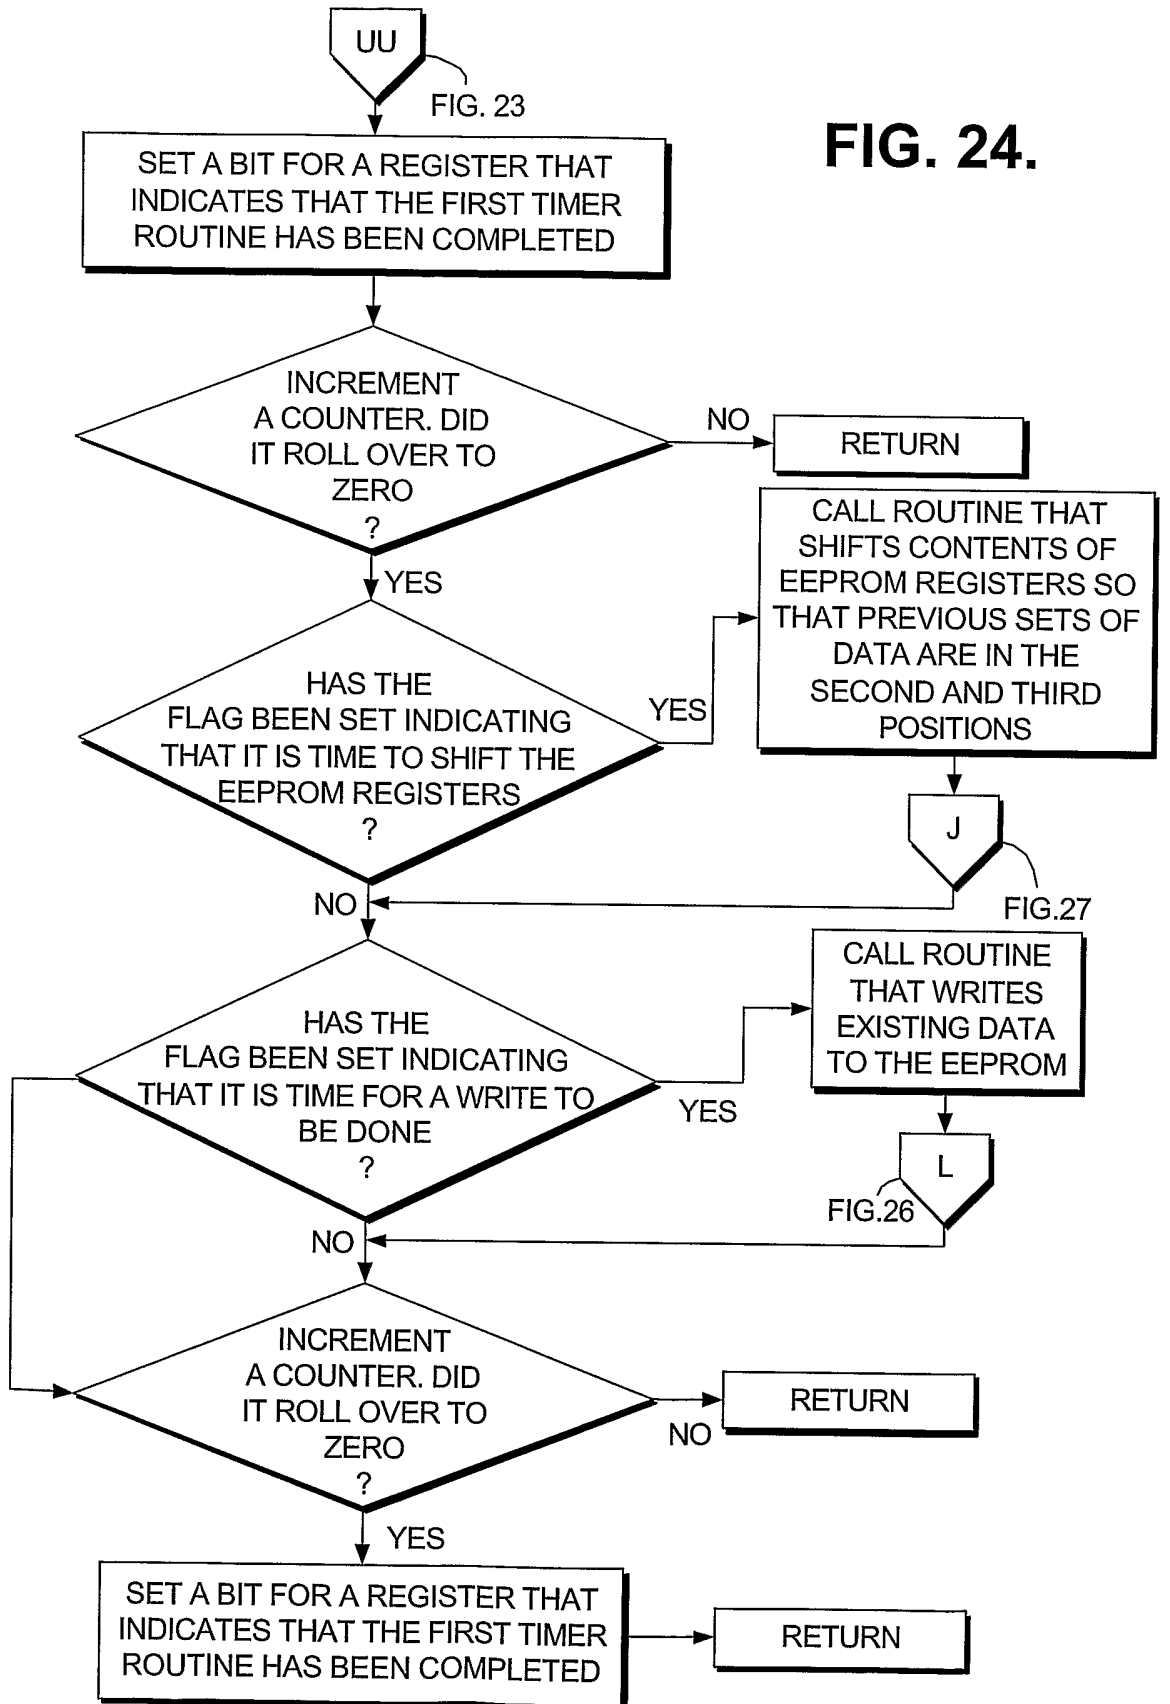 UU
FIG. 23
FIG. 24.
SET A BIT FOR A REGISTER THAT
INDICATES THAT THE FIRST TIMER
ROUTINE HAS BEEN COMPLETED
INCREMENT
A COUNTER. DID
IT ROLL OVER TO
ZERO
?
NO
RETURN
YES
CALL ROUTINE THAT
SHIFTS CONTENTS OF
EEPROM REGISTERS SO
THAT PREVIOUS SETS OF
DATA ARE IN THE
SECOND AND THIRD
POSITIONS
HAS THE
FLAG BEEN SET INDICATING
THAT IT IS TIME TO SHIFT THE
EEPROM REGISTERS
?
YES
J
FIG.27
NO
CALL ROUTINE
THAT WRITES
EXISTING DATA
TO THE EEPROM
HAS THE
FLAG BEEN SET INDICATING
THAT IT IS TIME FOR A WRITE TO
BE DONE
?
YES
L
FIG.26
NO
INCREMENT
A COUNTER. DID
IT ROLL OVER TO
ZERO
?
NO
RETURN
YES
SET A BIT FOR A REGISTER THAT
INDICATES THAT THE FIRST TIMER
ROUTINE HAS BEEN COMPLETED
RETURN